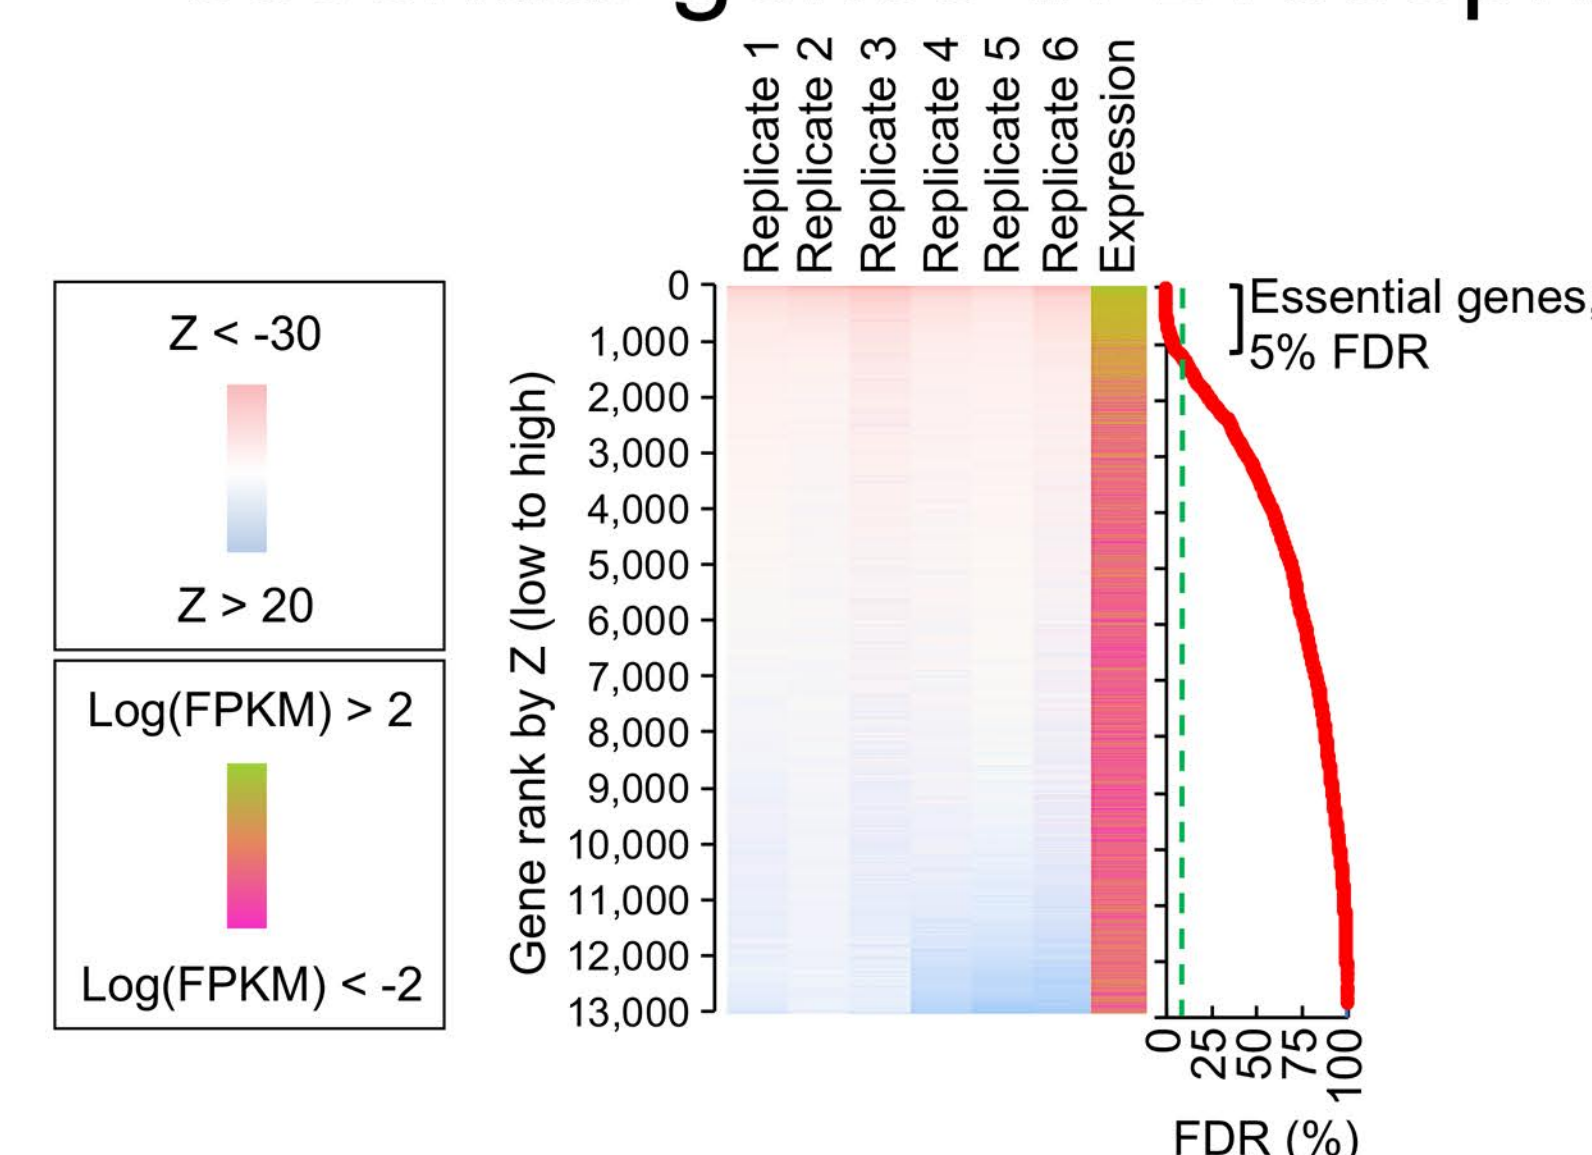 Replicate 1
Replicate 2
Replicate 3
Replicate 4
Replicate 5
Replicate 6
Expression
Z < -30
Z > 20
Log(FPKM) > 2
Log(FPKM) < -2
Gene rank by Z (low to high)
0
1,000
2,000
3,000
4,000
5,000
6,000
7,000
8,000
9,000
10,000
11,000
12,000
13,000
Essential genes,
5% FDR
0
25
50
75
100
FDR (%)